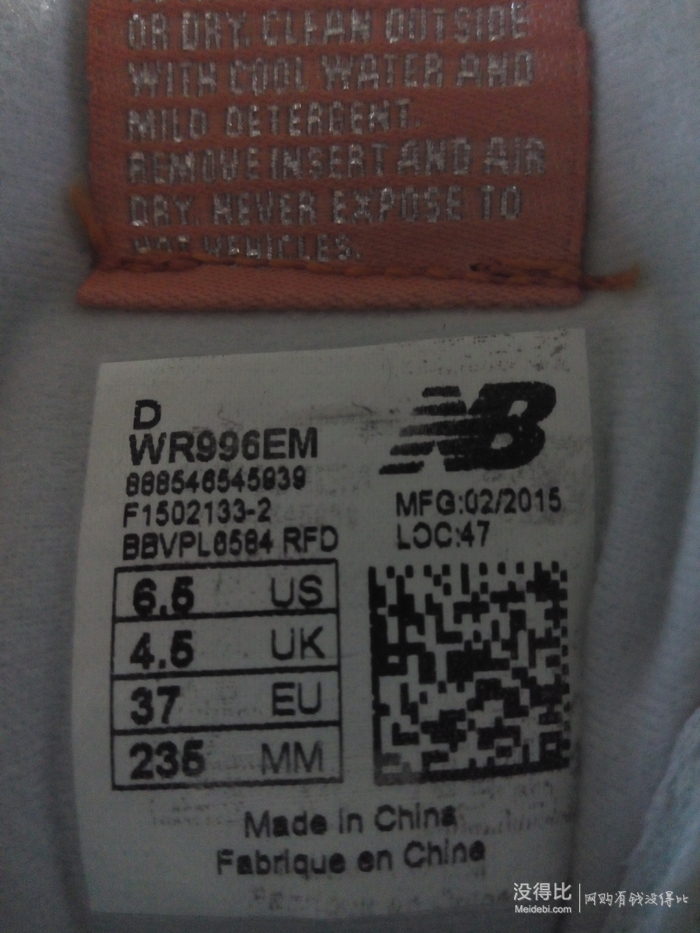 OR DRY. CLEAN OUTSIDE
WITH COOL WATER AND
MILD DETERGENT.
REMOVE INSERT AND AIR
DRY. NEVER EXPOSE TO
VEHICLES.
D
WR996EM
888546545939
F1502133-2
BBVPL6584 RFD
NB
MFG:02/2015
LOC:47
6.5 US
4.5 UK
37 EU
235 MM
Made in China
Fabrique en Chine
没得比
Meidebi.com
网购有钱没得比